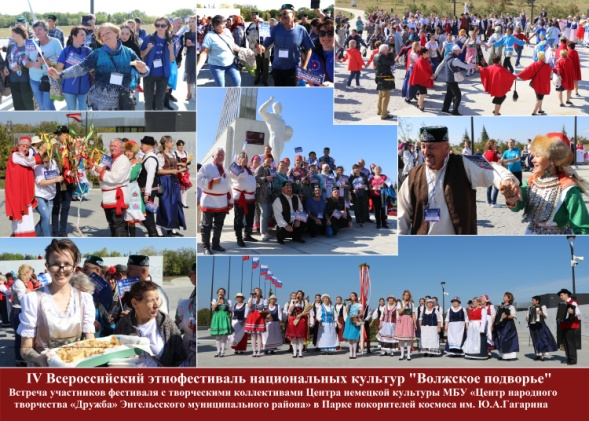 IV Всероссийский этнофестиваль национальных культур "Волжское подворье"
Встреча участников фестиваля с творческими коллективами Центра немецкой культуры МБУ «Центр народного
творчества «Дружба» Энгельсского муниципального района» в Парке покорителей космоса им. Ю.А.Гагарина